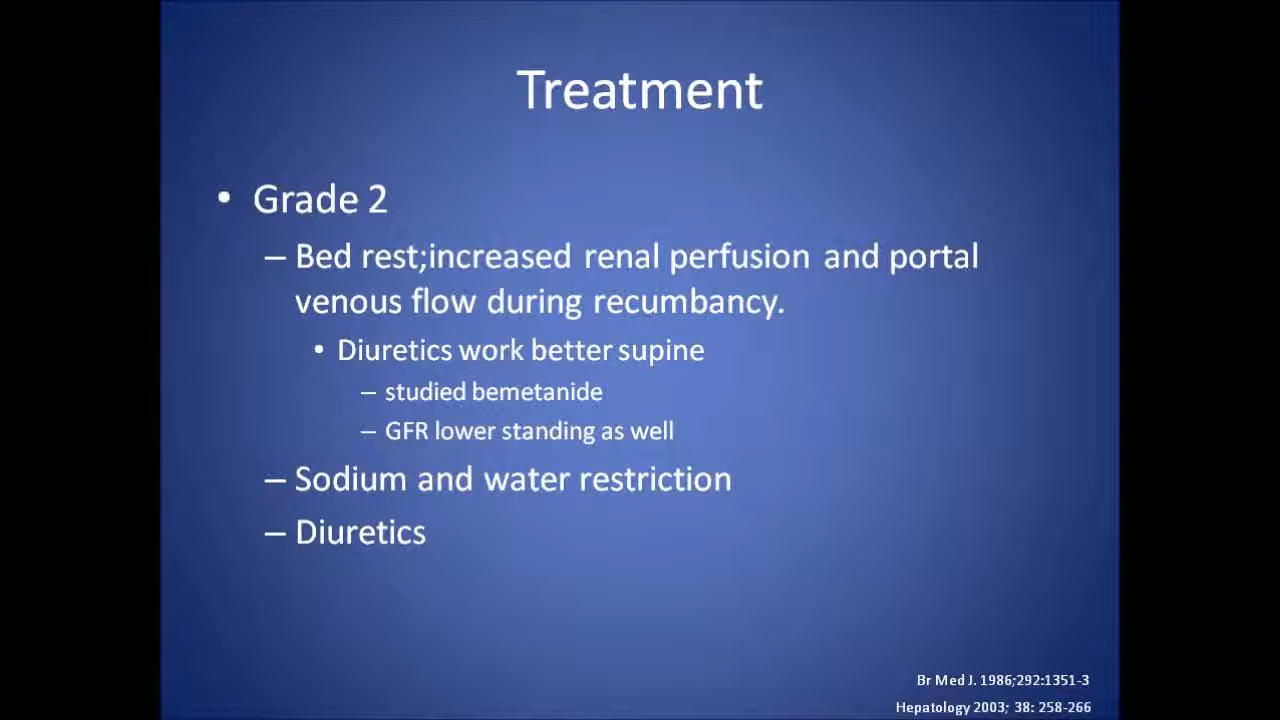 Treatment
• Grade 2
– Bed rest;increased renal perfusion and portal
venous flow during recumbancy.
• Diuretics work better supine
– studied bemetanide
– GFR lower standing as well
– Sodium and water restriction
– Diuretics
Br Med J. 1986;292:1351-3
Hepatology 2003; 38: 258-266